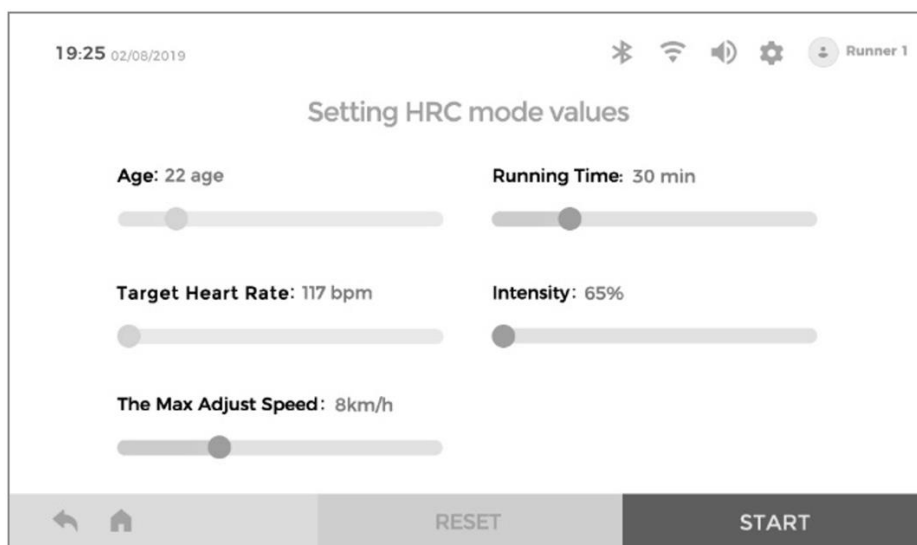 19:25 02/08/2019 Runner 1
Setting HRC mode values
Age: 22 age
Running Time: 30 min
Target Heart Rate: 117 bpm
Intensity: 65%
The Max Adjust Speed: 8km/h
RESET
START